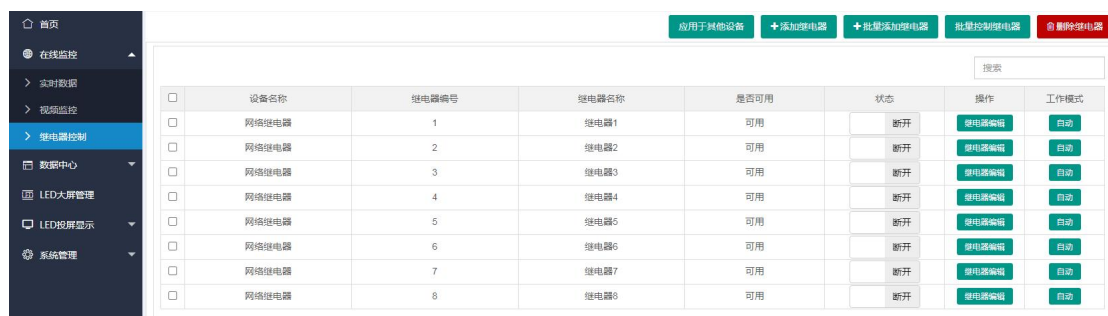 首页
应用于其他设备 +添加继电器 +批量添加继电器 批量控制继电器 删除继电器
在线监控
实时数据
视频监控
继电器控制
数据中心
LED大屏管理
LED投屏显示
系统管理
搜索
设备名称 继电器编号 继电器名称 是否可用 状态 操作 工作模式
网络继电器 1 继电器1 可用 断开 继电器编辑 自动
网络继电器 2 继电器2 可用 断开 继电器编辑 自动
网络继电器 3 继电器3 可用 断开 继电器编辑 自动
网络继电器 4 继电器4 可用 断开 继电器编辑 自动
网络继电器 5 继电器5 可用 断开 继电器编辑 自动
网络继电器 6 继电器6 可用 断开 继电器编辑 自动
网络继电器 7 继电器7 可用 断开 继电器编辑 自动
网络继电器 8 继电器8 可用 断开 继电器编辑 自动